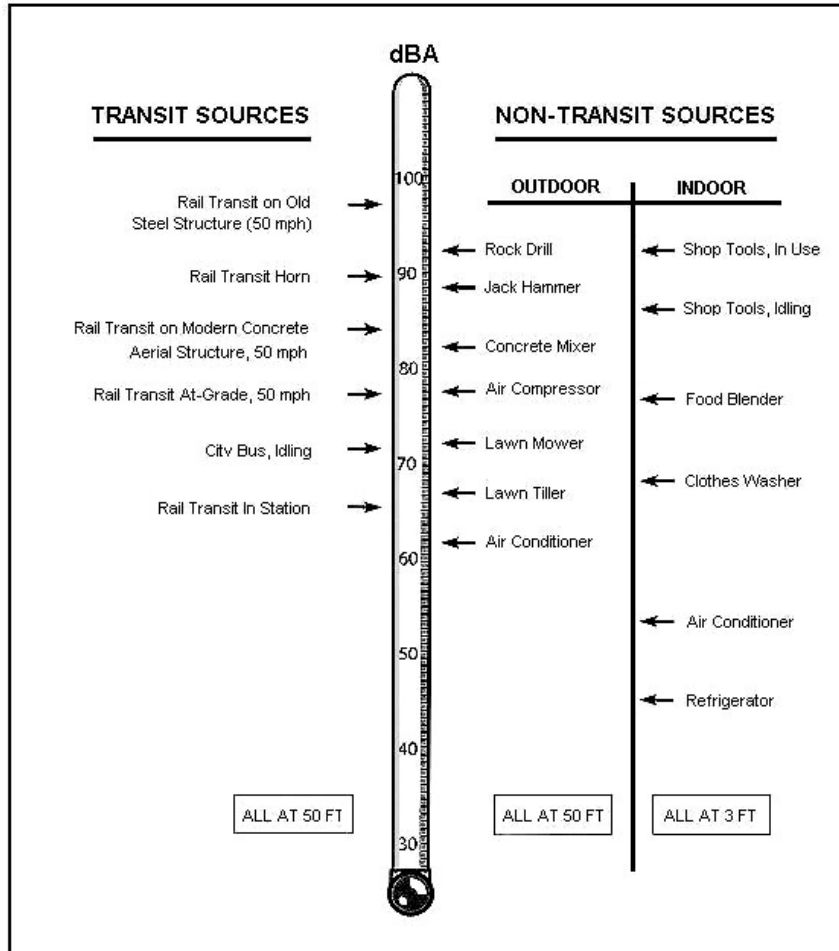 dBA
TRANSIT SOURCES
Rail Transit on Old
Steel Structure (50 mph)
Rail Transit Horn
Rail Transit on Modern Concrete
Aerial Structure, 50 mph
Rail Transit At-Grade, 50 mph
City Bus, Idling
Rail Transit In Station
ALL AT 50 FT
100
90
80
70
60
50
40
30
NON-TRANSIT SOURCES
OUTDOOR
Rock Drill
Jack Hammer
Concrete Mixer
Air Compressor
Lawn Mower
Lawn Tiller
Air Conditioner
ALL AT 50 FT
INDOOR
Shop Tools, In Use
Shop Tools, Idling
Food Blender
Clothes Washer
Air Conditioner
Refrigerator
ALL AT 3 FT